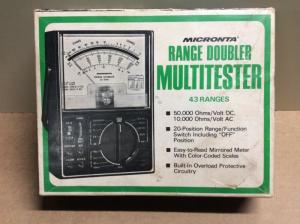 MICRONTA
RANGE DOUBLER
MULTITESTER
43 RANGES
50,000 Ohms/Volt DC,
10,000 Ohms/Volt AC
20-Position Range/Function
Switch Including "OFF"
Position
Easy-to-Read Mirrored Meter
With Color-Coded Scales
Built-In Overload Protective
Circuitry
MICRONTA